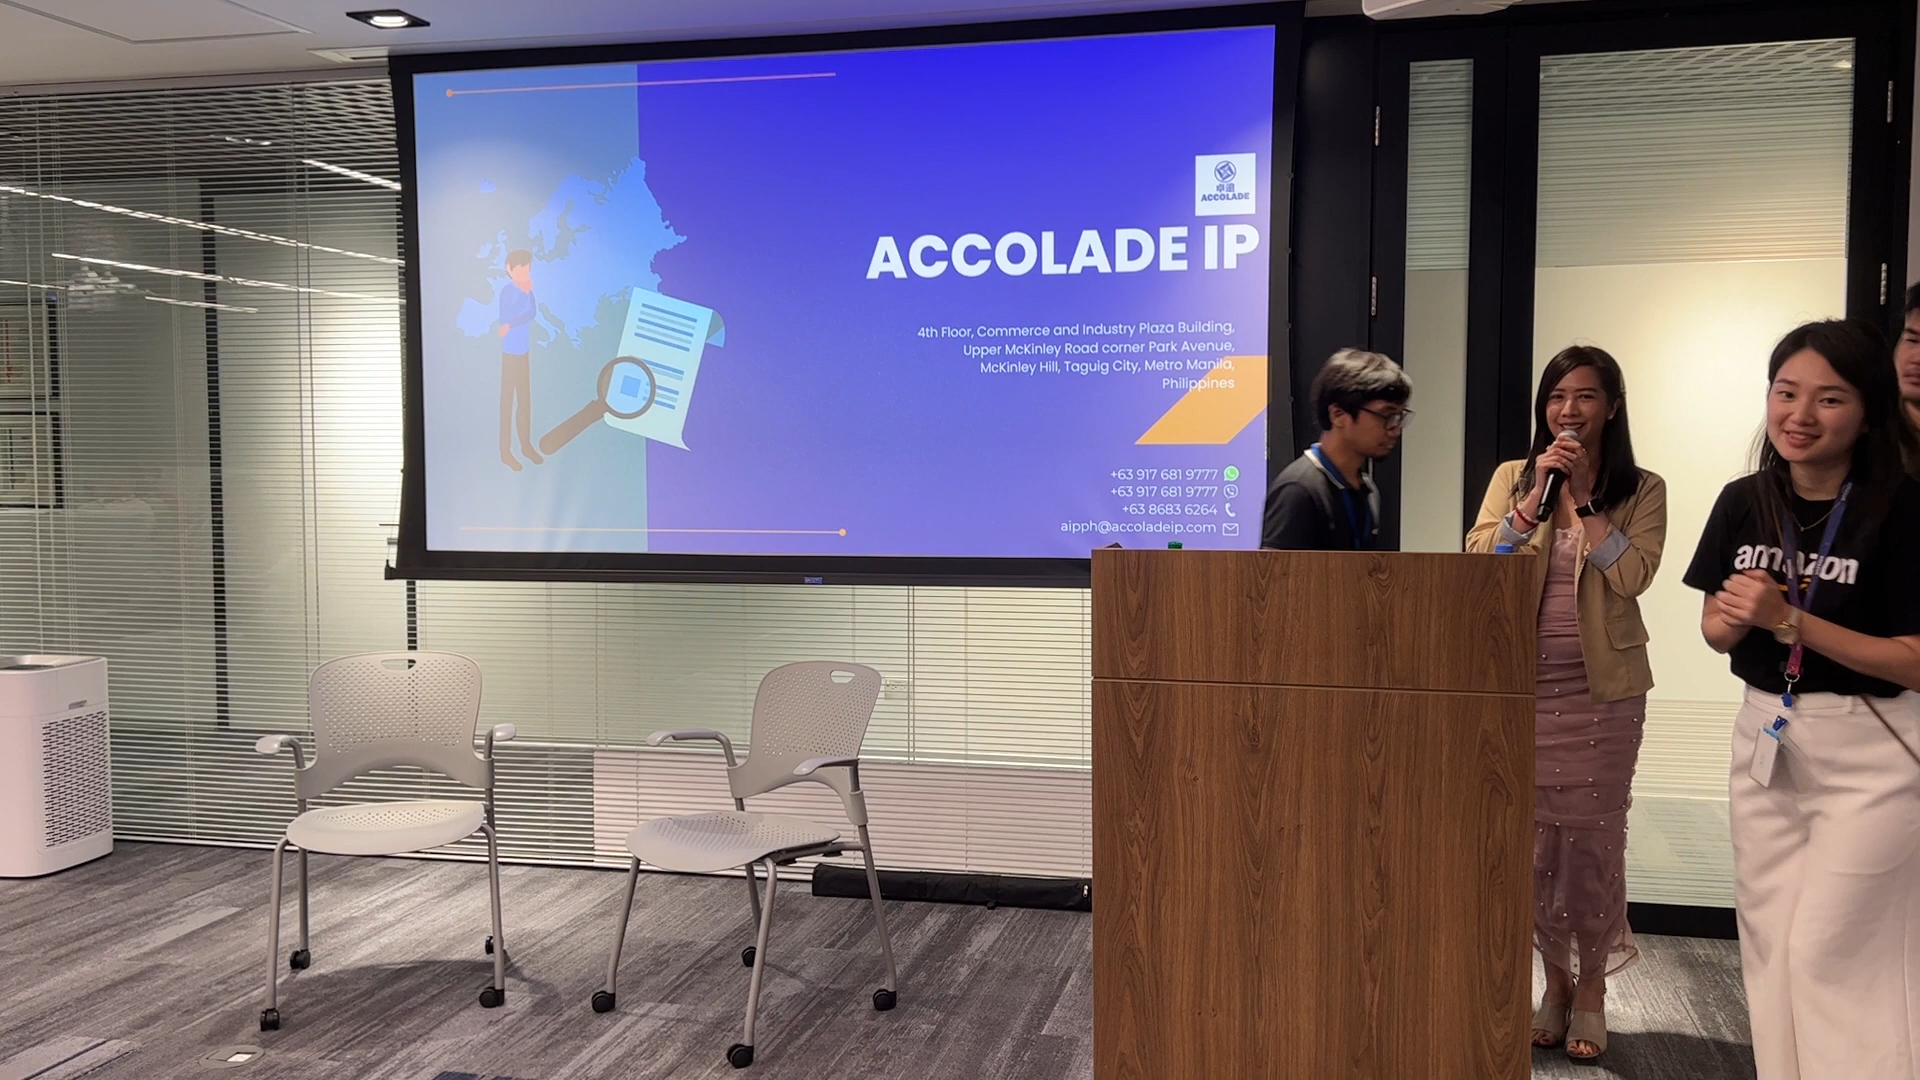 卓滬
ACCOLADE
ACCOLADE IP
4th Floor, Commerce and Industry Plaza Building,
Upper McKinley Road corner Park Avenue,
McKinley Hill, Taguig City, Metro Manila,
Philippines
+63 917 681 9777
+63 917 681 9777
+63 8683 6264
aipph@accoladeip.com
amazon